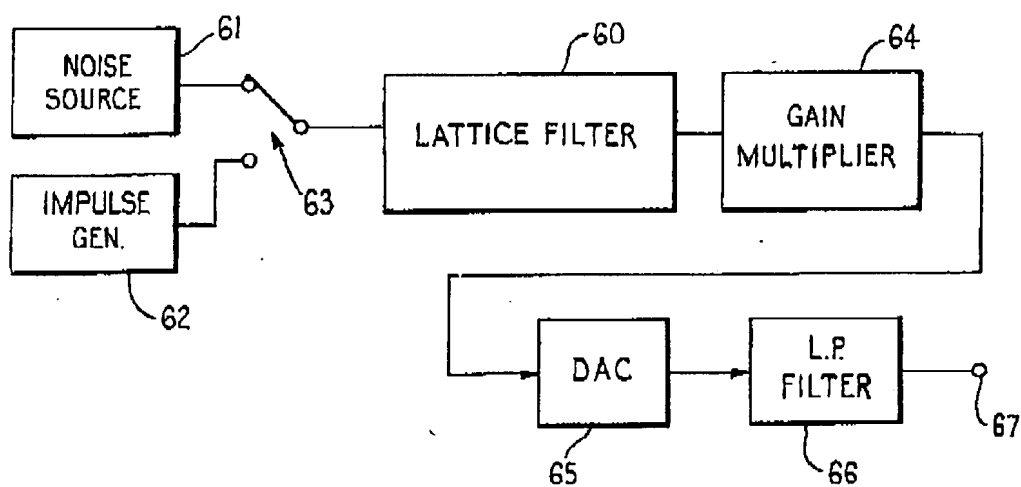 61
NOISE
SOURCE
IMPULSE
GEN.
62
63
60
LATTICE FILTER
64
GAIN
MULTIPLIER
DAC
65
L.P.
FILTER
66
67